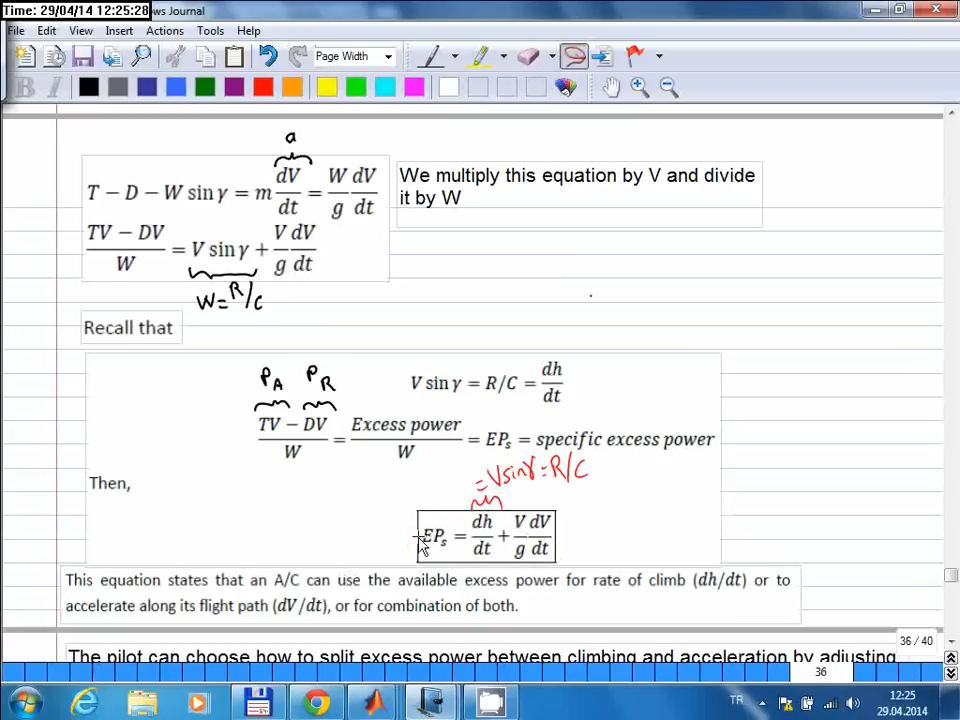 Time: 29/04/14 12:25:28
ws Journal
File Edit View Insert Actions Tools Help
Page Width
B I
a
T − D − W sin γ = m dV/dt = W/g dV/dt
We multiply this equation by V and divide
it by W
TV − DV / W = V sin γ + V/g dV/dt
W = R/C
Recall that
P_A P_R
V sin γ = R/C = dh/dt
TV − DV / W = Excess power / W = EP_s = specific excess power
= V sin γ = R/C
Then,
EP_s = dh/dt + V/g dV/dt
This equation states that an A/C can use the available excess power for rate of climb (dh/dt) or to
accelerate along its flight path (dV/dt), or for combination of both.
36 / 40
The pilot can choose how to split excess power between climbing and acceleration by adjusting
36
TR
12:25
29.04.2014